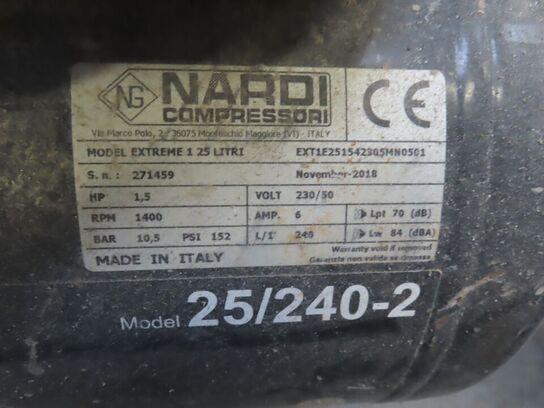 NG NARDI
COMPRESSORI
CE
Via Marco Polo, 2 - 36075 Montecchio Maggiore (VI) - ITALY
MODEL EXTREME 1 25 LITRI EXT1E251542305MN0501
S.n.: 271459 November-2018
HP 1,5 VOLT 230/50
RPM 1400 AMP. 6 Lpt 70 (dB)
BAR 10,5 PSI 152 L/1' 240 Lw 84 (dBA)
MADE IN ITALY Warranty void if removed
Garanzia non valida se rimossa
Model 25/240-2